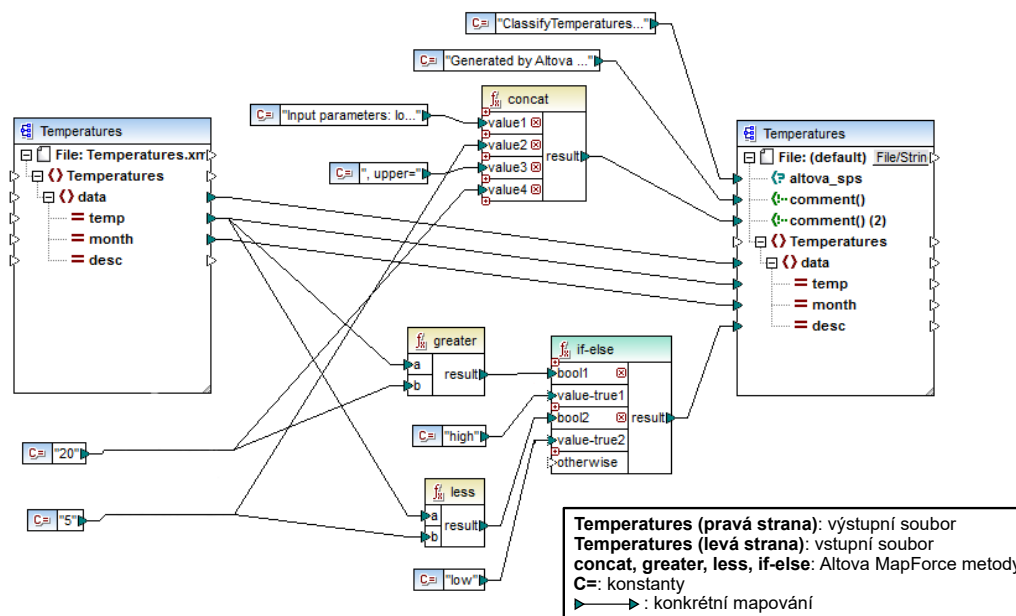 C= "ClassifyTemperatures..."
C= "Generated by Altova ..."
concat
C= "Input parameters: lo..."
value1
value2
C= ", upper="
value3
value4
result
Temperatures
File: Temperatures.xm
Temperatures
data
temp
month
desc
Temperatures
File: (default) File/Strin
altova_sps
comment()
comment() (2)
Temperatures
data
temp
month
desc
greater
a
b
result
if-else
bool1
value-true1
bool2
value-true2
otherwise
result
C= "high"
C= "20"
less
a
b
result
C= "5"
C= "low"
Temperatures (pravá strana): výstupní soubor
Temperatures (levá strana): vstupní soubor
concat, greater, less, if-else: Altova MapForce metody
C=: konstanty
: konkrétní mapování